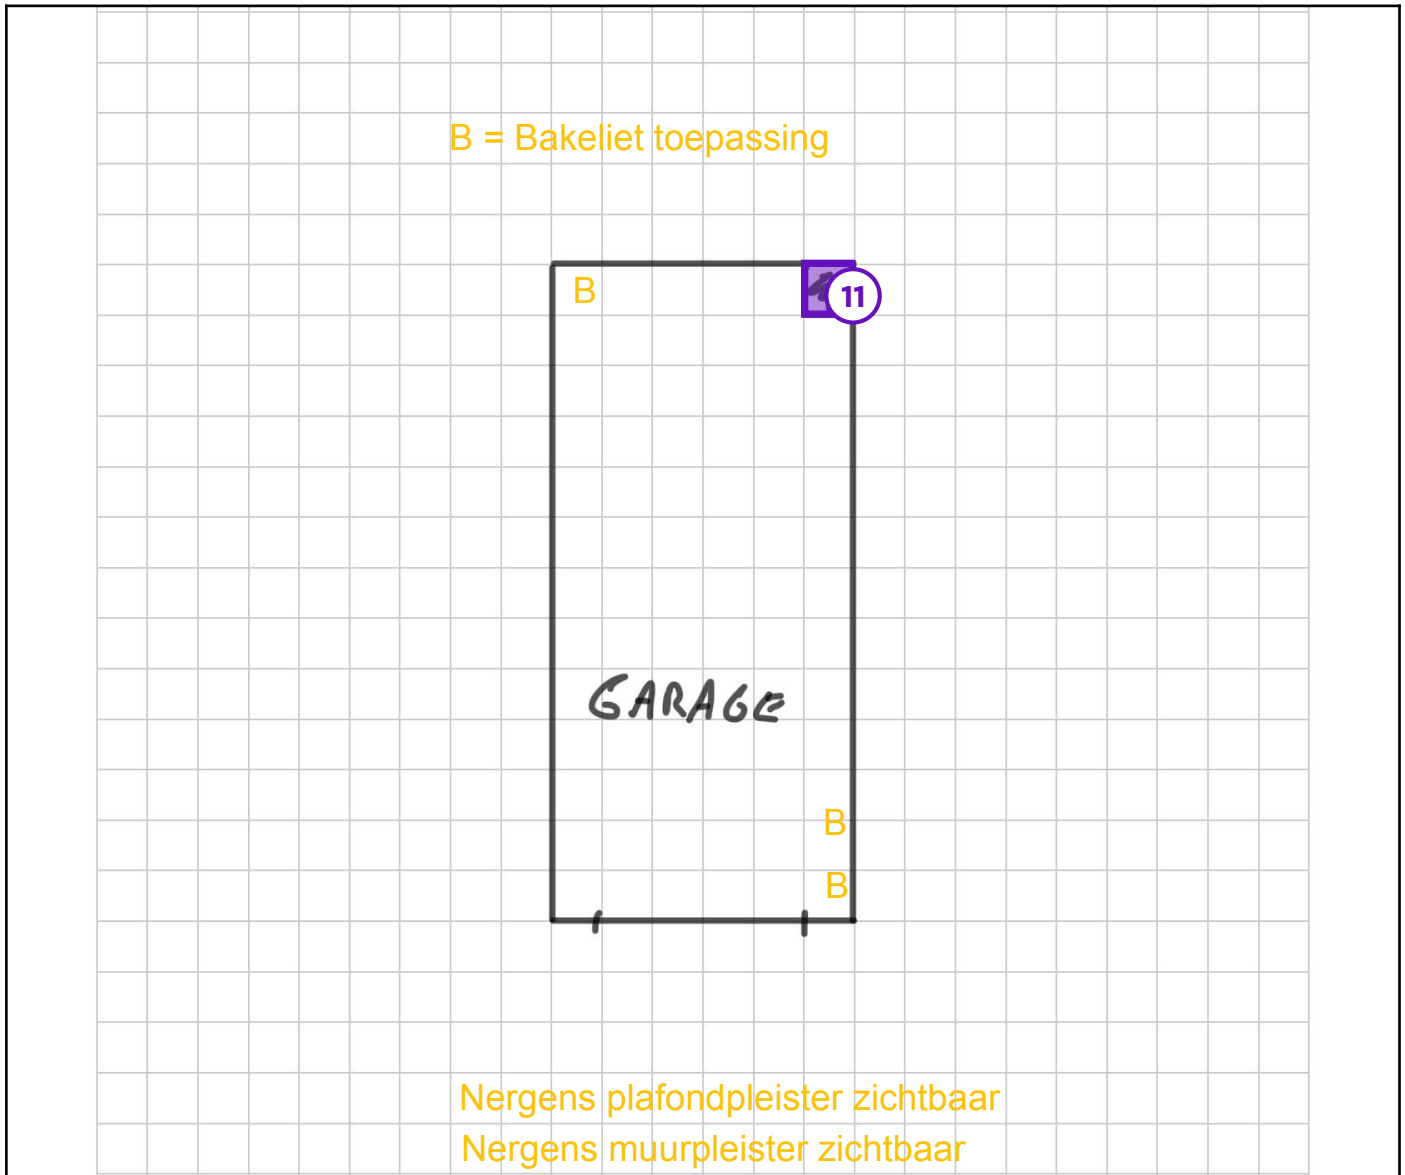 B = Bakeliet toepassing
B
11
GARAGE
B
B
Nergens plafondpleister zichtbaar
Nergens muurpleister zichtbaar